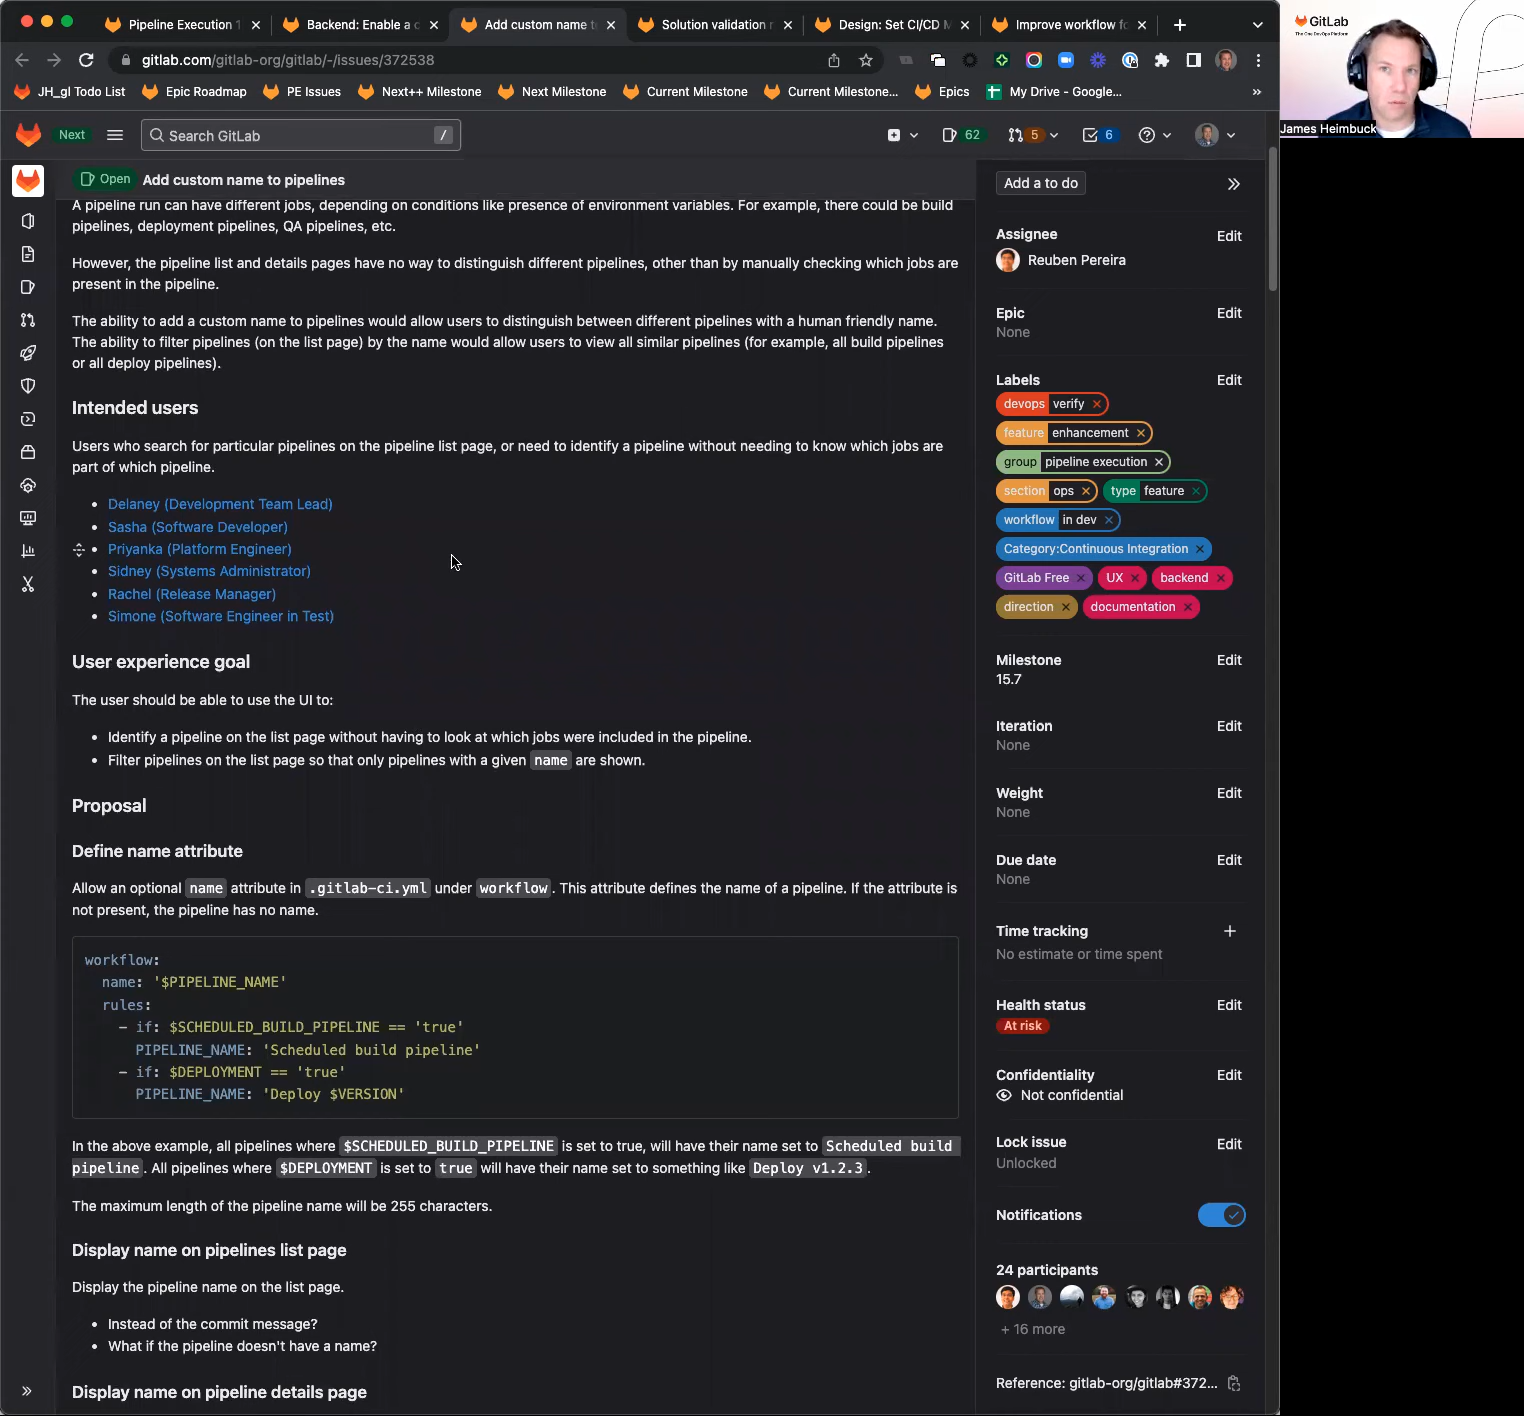 Pipeline Execution 1
Backend: Enable a c
Add custom name t
Solution validation r
Design: Set CI/CD M
Improve workflow fo
gitlab.com/gitlab-org/gitlab/-/issues/372538
JH_gl Todo List
Epic Roadmap
PE Issues
Next++ Milestone
Next Milestone
Current Milestone
Current Milestone...
Epics
My Drive - Google...
GitLab
The One DevOps Platform
James Heimbuck
Next
Search GitLab
/
62
5
6
Open Add custom name to pipelines
A pipeline run can have different jobs, depending on conditions like presence of environment variables. For example, there could be build
pipelines, deployment pipelines, QA pipelines, etc.
However, the pipeline list and details pages have no way to distinguish different pipelines, other than by manually checking which jobs are
present in the pipeline.
The ability to add a custom name to pipelines would allow users to distinguish between different pipelines with a human friendly name.
The ability to filter pipelines (on the list page) by the name would allow users to view all similar pipelines (for example, all build pipelines
or all deploy pipelines).
Intended users
Users who search for particular pipelines on the pipeline list page, or need to identify a pipeline without needing to know which jobs are
part of which pipeline.
• Delaney (Development Team Lead)
• Sasha (Software Developer)
• Priyanka (Platform Engineer)
• Sidney (Systems Administrator)
• Rachel (Release Manager)
• Simone (Software Engineer in Test)
User experience goal
The user should be able to use the UI to:
• Identify a pipeline on the list page without having to look at which jobs were included in the pipeline.
• Filter pipelines on the list page so that only pipelines with a given name are shown.
Proposal
Define name attribute
Allow an optional name attribute in .gitlab-ci.yml under workflow. This attribute defines the name of a pipeline. If the attribute is
not present, the pipeline has no name.
workflow:
  name: '$PIPELINE_NAME'
  rules:
    - if: $SCHEDULED_BUILD_PIPELINE == 'true'
      PIPELINE_NAME: 'Scheduled build pipeline'
    - if: $DEPLOYMENT == 'true'
      PIPELINE_NAME: 'Deploy $VERSION'
In the above example, all pipelines where $SCHEDULED_BUILD_PIPELINE is set to true, will have their name set to Scheduled build
pipeline. All pipelines where $DEPLOYMENT is set to true will have their name set to something like Deploy v1.2.3.
The maximum length of the pipeline name will be 255 characters.
Display name on pipelines list page
Display the pipeline name on the list page.
• Instead of the commit message?
• What if the pipeline doesn't have a name?
Display name on pipeline details page
Add a to do
Assignee Edit
Reuben Pereira
Epic Edit
None
Labels Edit
devops verify
feature enhancement
group pipeline execution
section ops type feature
workflow in dev
Category:Continuous Integration
GitLab Free UX backend
direction documentation
Milestone Edit
15.7
Iteration Edit
None
Weight Edit
None
Due date Edit
None
Time tracking
No estimate or time spent
Health status Edit
At risk
Confidentiality Edit
Not confidential
Lock issue Edit
Unlocked
Notifications
24 participants
+ 16 more
Reference: gitlab-org/gitlab#372...